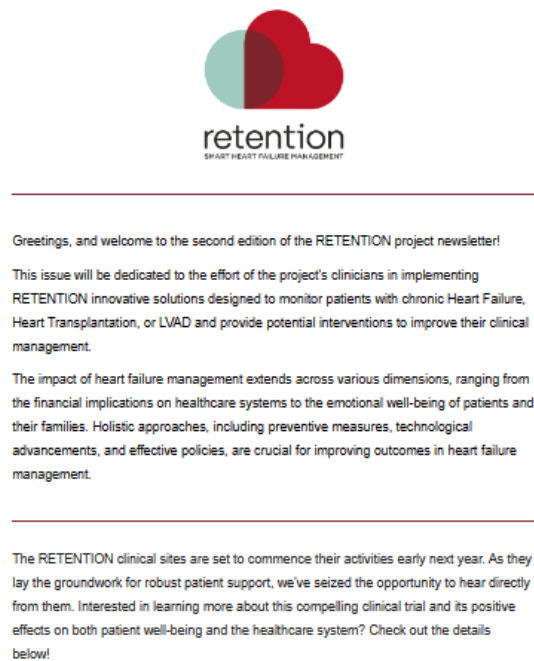 retention
SMART HEART FAILURE MANAGEMENT
Greetings, and welcome to the second edition of the RETENTION project newsletter!
This issue will be dedicated to the effort of the project's clinicians in implementing
RETENTION innovative solutions designed to monitor patients with chronic Heart Failure,
Heart Transplantation, or LVAD and provide potential interventions to improve their clinical
management.
The impact of heart failure management extends across various dimensions, ranging from
the financial implications on healthcare systems to the emotional well-being of patients and
their families. Holistic approaches, including preventive measures, technological
advancements, and effective policies, are crucial for improving outcomes in heart failure
management.
The RETENTION clinical sites are set to commence their activities early next year. As they
lay the groundwork for robust patient support, we've seized the opportunity to hear directly
from them. Interested in learning more about this compelling clinical trial and its positive
effects on both patient well-being and the healthcare system? Check out the details
below!